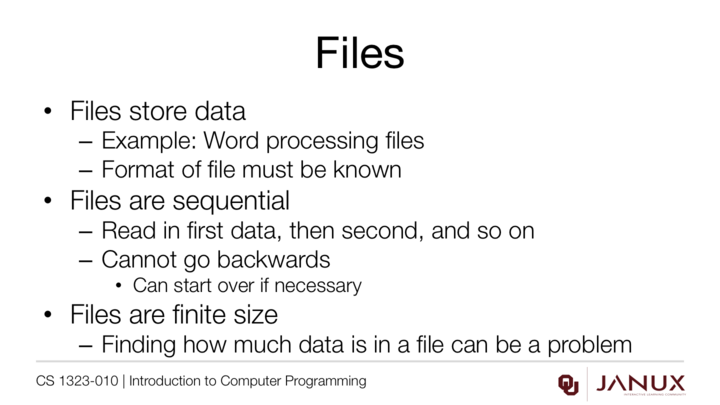 Files
• Files store data
– Example: Word processing files
– Format of file must be known
• Files are sequential
– Read in first data, then second, and so on
– Cannot go backwards
• Can start over if necessary
• Files are finite size
– Finding how much data is in a file can be a problem
CS 1323-010 | Introduction to Computer Programming
JANUX
INTERACTIVE LEARNING COMMUNITY